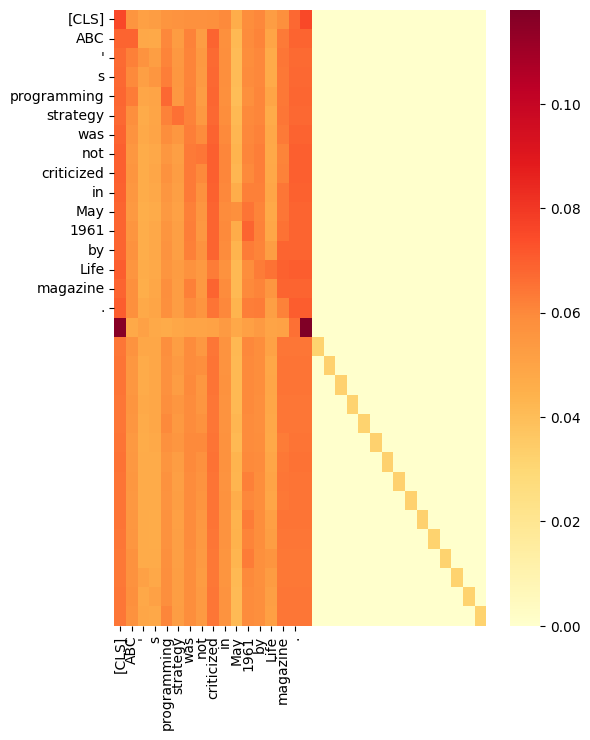 [CLS]
ABC
'
s
programming
strategy
was
not
criticized
in
May
1961
by
Life
magazine
.
0.10
0.08
0.06
0.04
0.02
0.00
[CLS]
ABC
'
s
programming
strategy
was
not
criticized
in
May
1961
by
Life
magazine
.